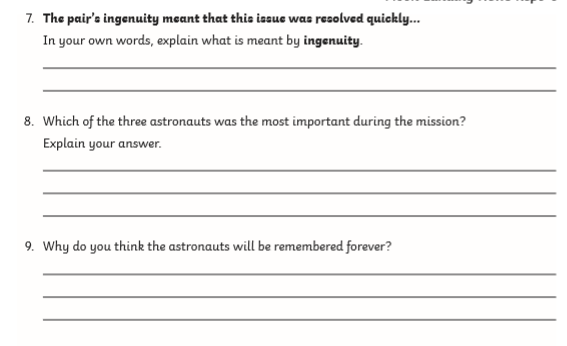 7. The pair's ingenuity meant that this issue was resolved quickly...
In your own words, explain what is meant by ingenuity.
8. Which of the three astronauts was the most important during the mission?
Explain your answer.
9. Why do you think the astronauts will be remembered forever?